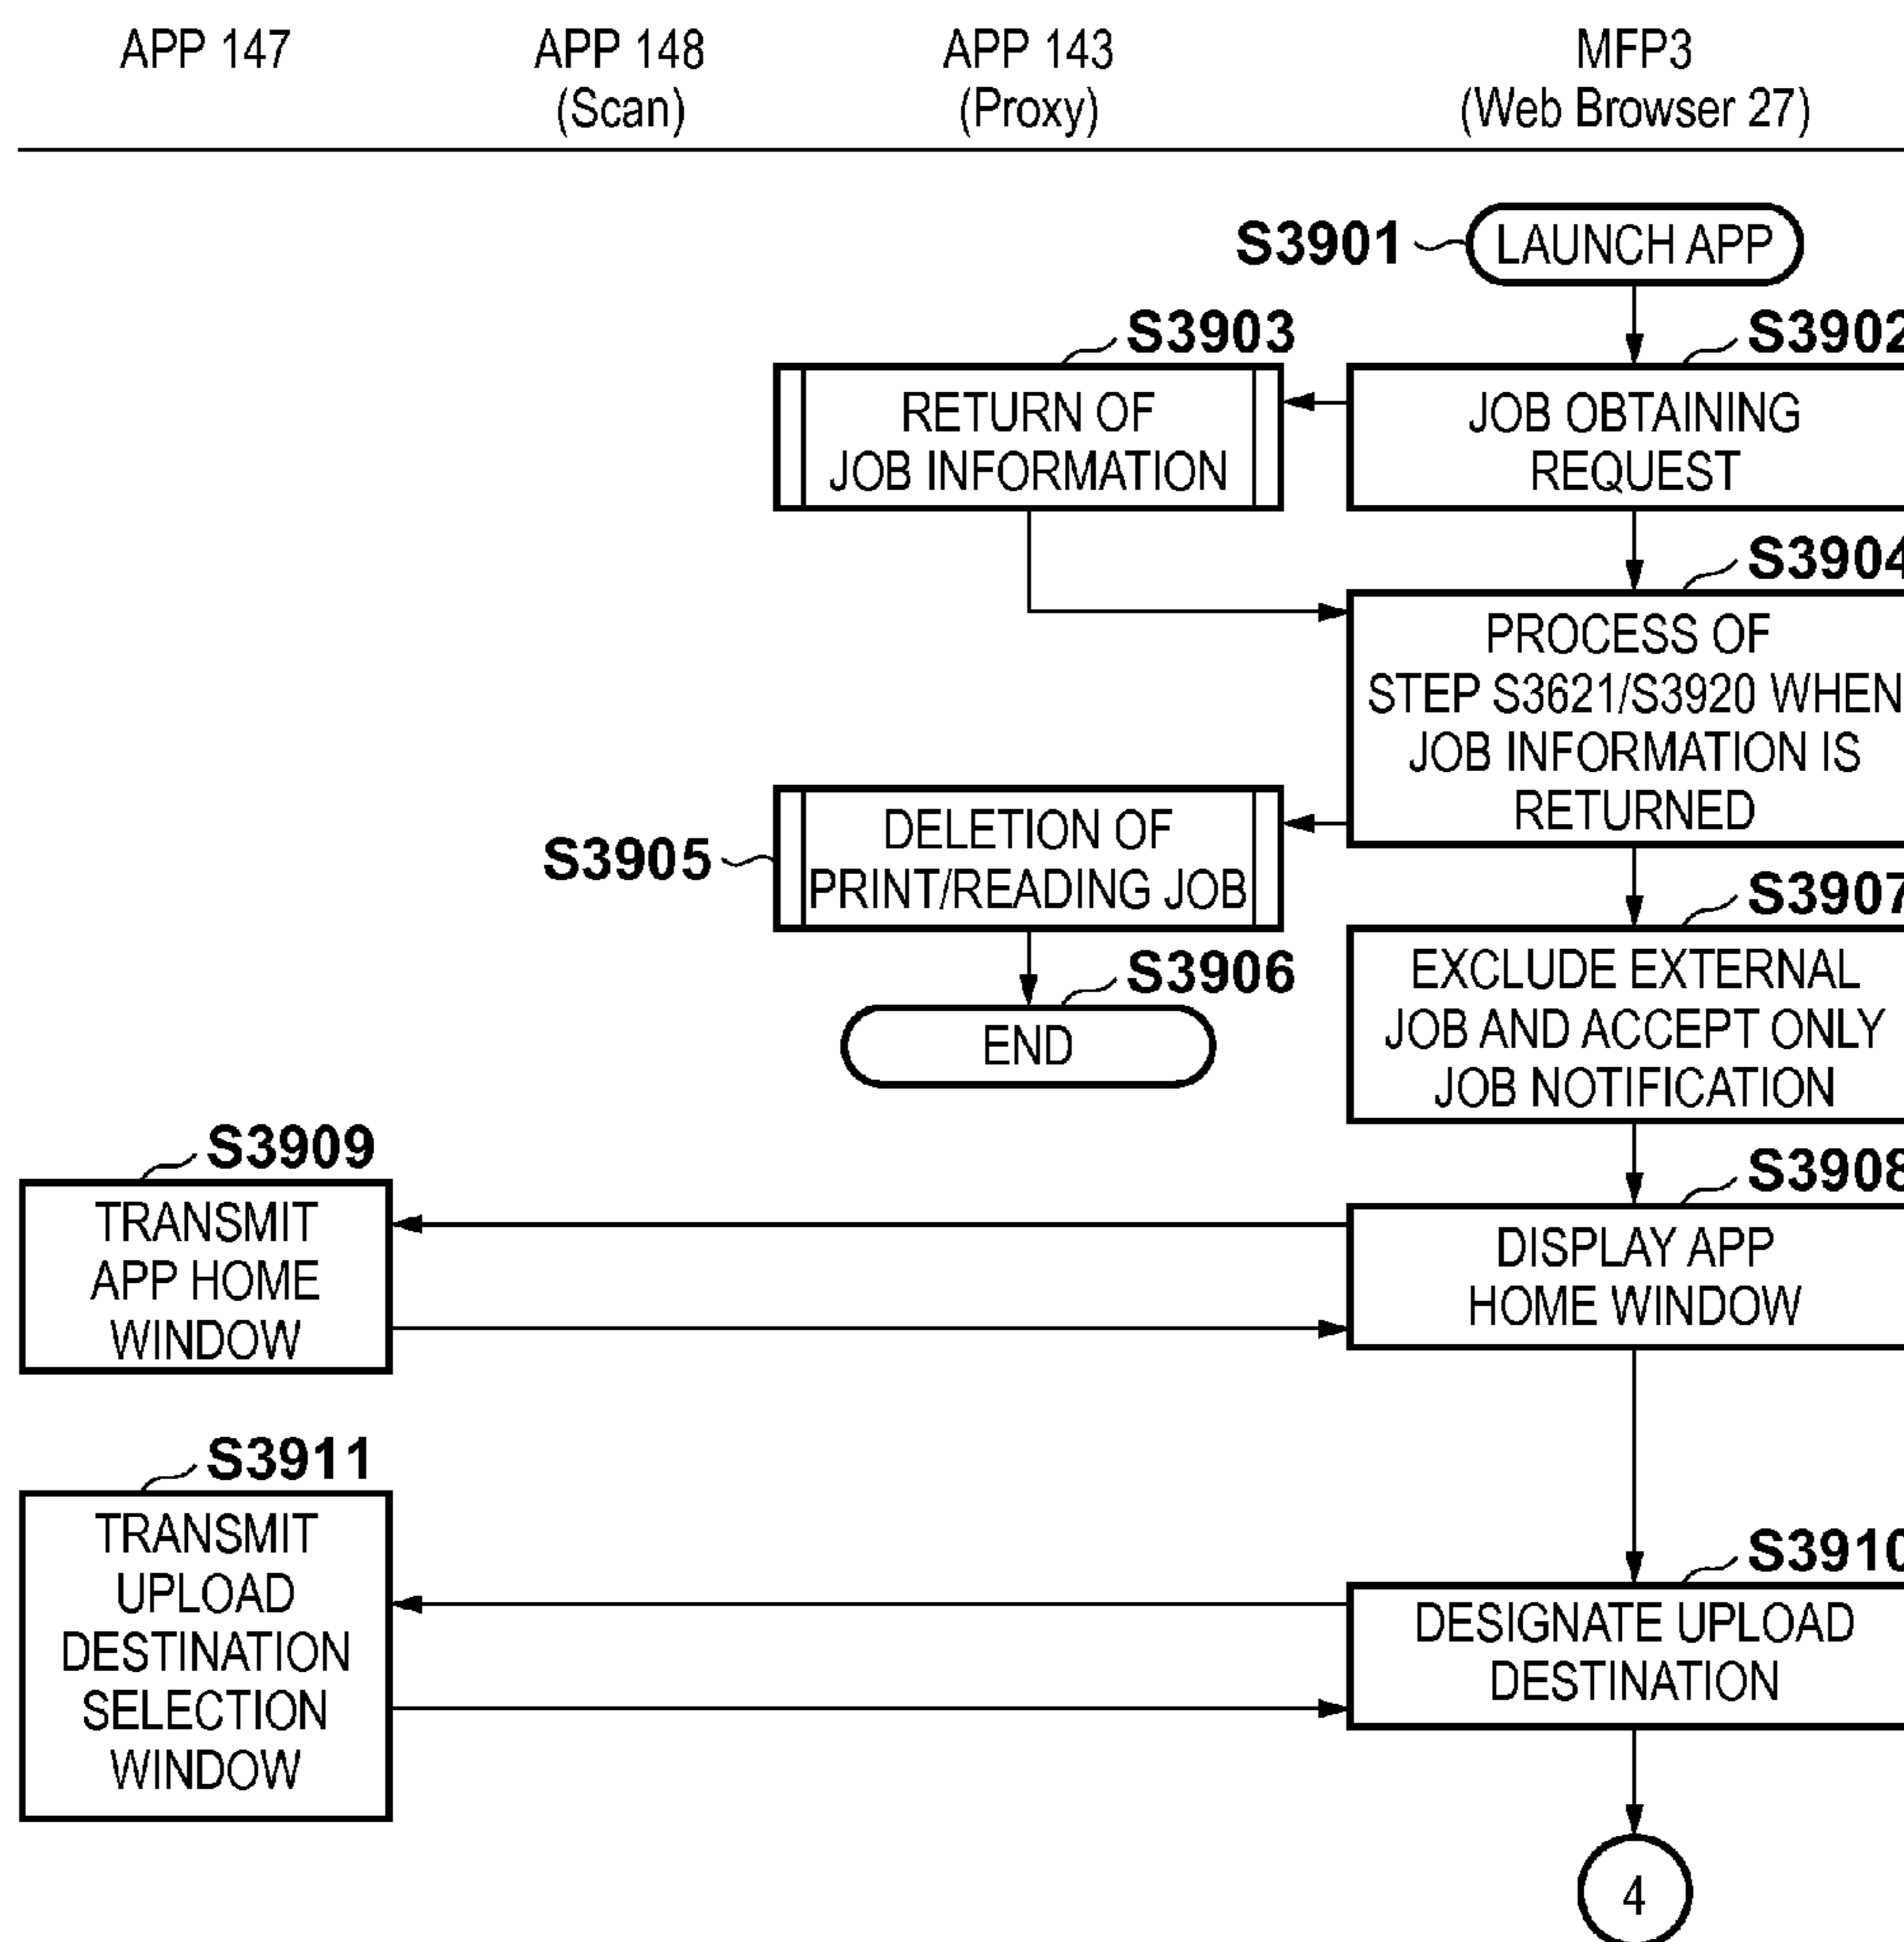 APP 147
APP 148
(Scan)
APP 143
(Proxy)
MFP3
(Web Browser 27)
S3901
LAUNCH APP
S3903
S3902
RETURN OF
JOB INFORMATION
JOB OBTAINING
REQUEST
S3904
PROCESS OF
STEP S3621/S3920 WHEN
JOB INFORMATION IS
RETURNED
S3905
DELETION OF
PRINT/READING JOB
S3907
S3906
END
EXCLUDE EXTERNAL
JOB AND ACCEPT ONLY
JOB NOTIFICATION
S3909
S3908
TRANSMIT
APP HOME
WINDOW
DISPLAY APP
HOME WINDOW
S3911
TRANSMIT
UPLOAD
DESTINATION
SELECTION
WINDOW
S3910
DESIGNATE UPLOAD
DESTINATION
4